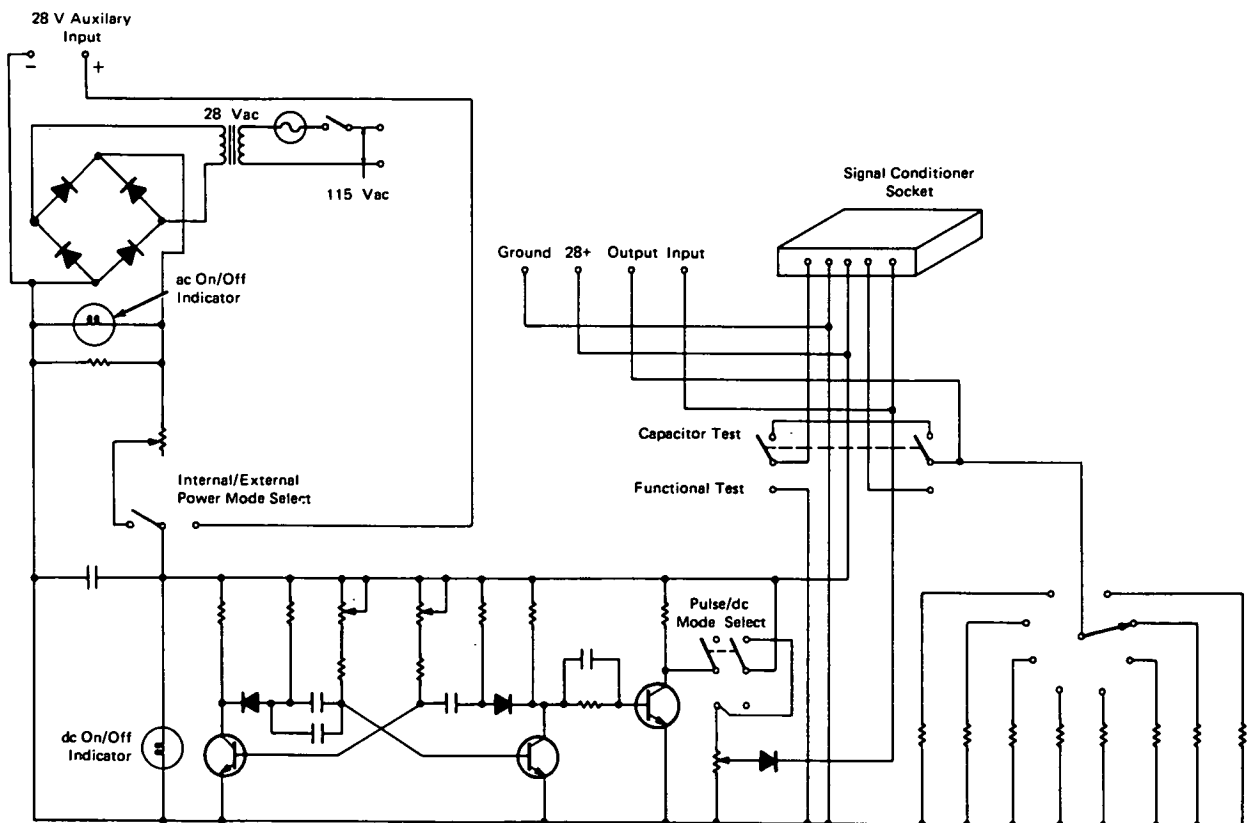 28 V Auxilary
Input
−
+
28 Vac
115 Vac
Signal Conditioner
Socket
Ground 28+ Output Input
ac On/Off
Indicator
Capacitor Test
Functional Test
Internal/External
Power Mode Select
Pulse/dc
Mode Select
dc On/Off
Indicator